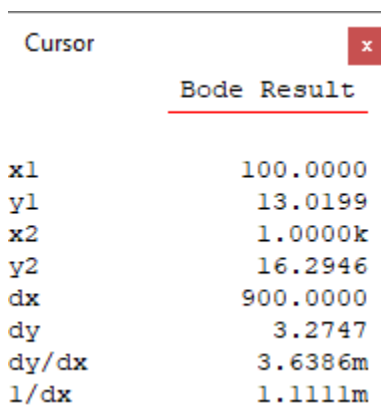 Cursor x
Bode Result
x1 100.0000
y1 13.0199
x2 1.0000k
y2 16.2946
dx 900.0000
dy 3.2747
dy/dx 3.6386m
1/dx 1.1111m